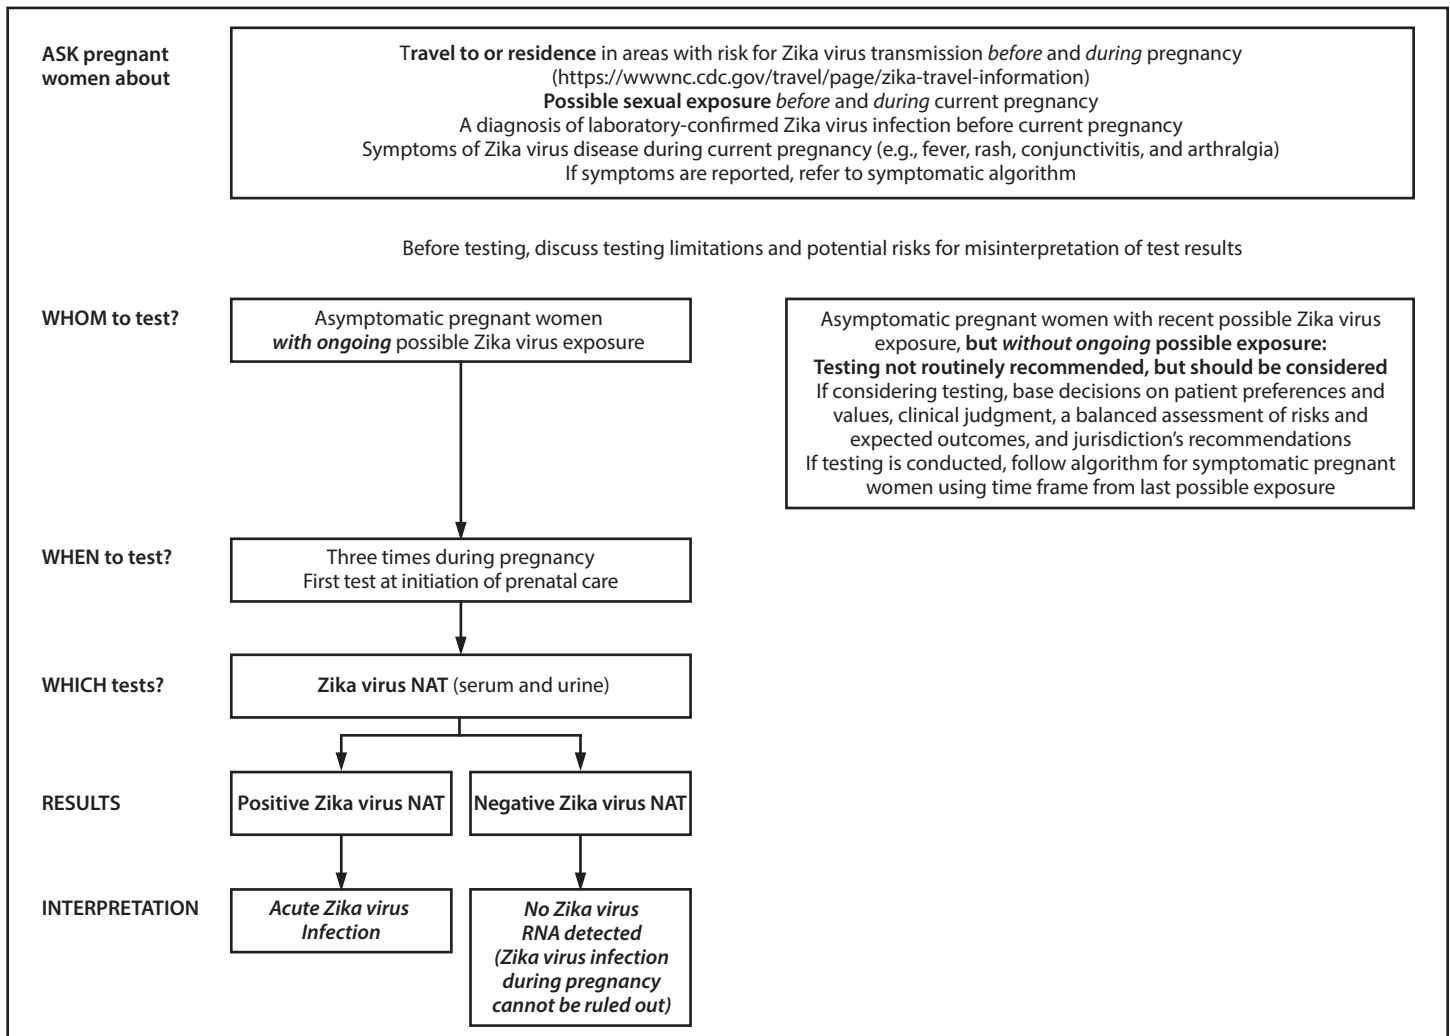 ASK pregnant
women about
Travel to or residence in areas with risk for Zika virus transmission before and during pregnancy
(https://wwwnc.cdc.gov/travel/page/zika-travel-information)
Possible sexual exposure before and during current pregnancy
A diagnosis of laboratory-confirmed Zika virus infection before current pregnancy
Symptoms of Zika virus disease during current pregnancy (e.g., fever, rash, conjunctivitis, and arthralgia)
If symptoms are reported, refer to symptomatic algorithm
Before testing, discuss testing limitations and potential risks for misinterpretation of test results
WHOM to test?
Asymptomatic pregnant women
with ongoing possible Zika virus exposure
Asymptomatic pregnant women with recent possible Zika virus
exposure, but without ongoing possible exposure:
Testing not routinely recommended, but should be considered
If considering testing, base decisions on patient preferences and
values, clinical judgment, a balanced assessment of risks and
expected outcomes, and jurisdiction's recommendations
If testing is conducted, follow algorithm for symptomatic pregnant
women using time frame from last possible exposure
WHEN to test?
Three times during pregnancy
First test at initiation of prenatal care
WHICH tests?
Zika virus NAT (serum and urine)
RESULTS
Positive Zika virus NAT
Negative Zika virus NAT
INTERPRETATION
Acute Zika virus
Infection
No Zika virus
RNA detected
(Zika virus infection
during pregnancy
cannot be ruled out)